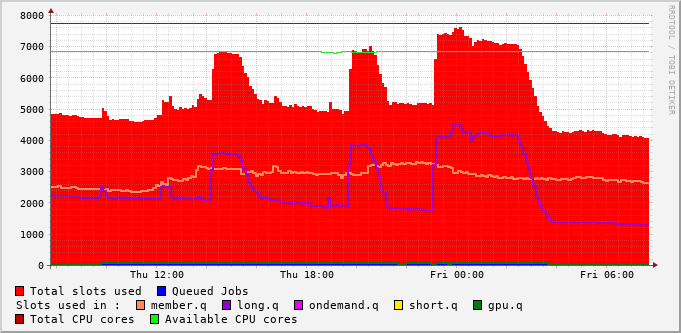 8000
7000
6000
5000
4000
3000
2000
1000
0
Thu 12:00 Thu 18:00 Fri 00:00 Fri 06:00
RRDTOOL / TOBI OETIKER
Total slots used Queued Jobs
Slots used in : member.q long.q ondemand.q short.q gpu.q
Total CPU cores Available CPU cores